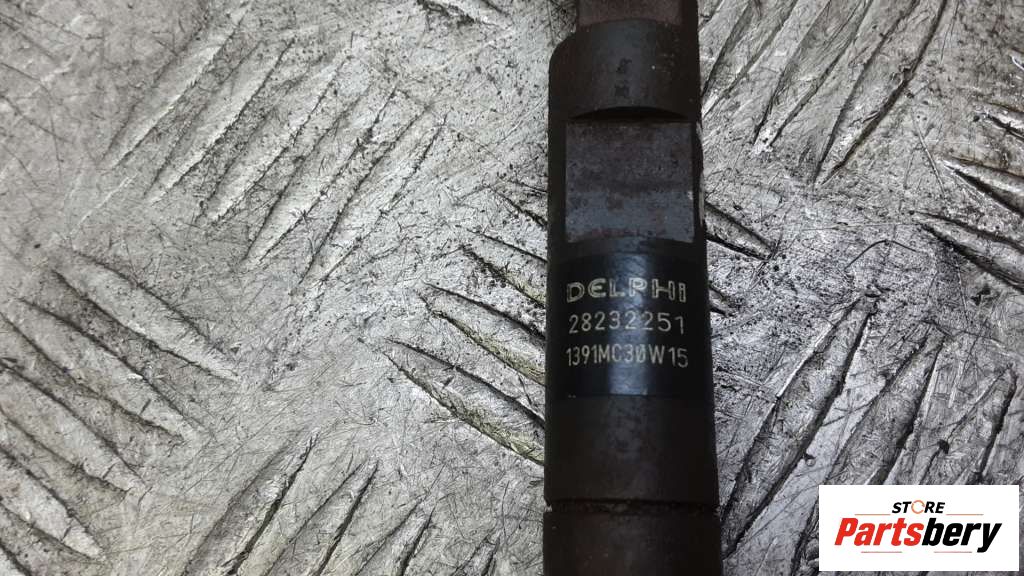 DELPHI
28232251
1391MC30W15
STORE
Partsbery